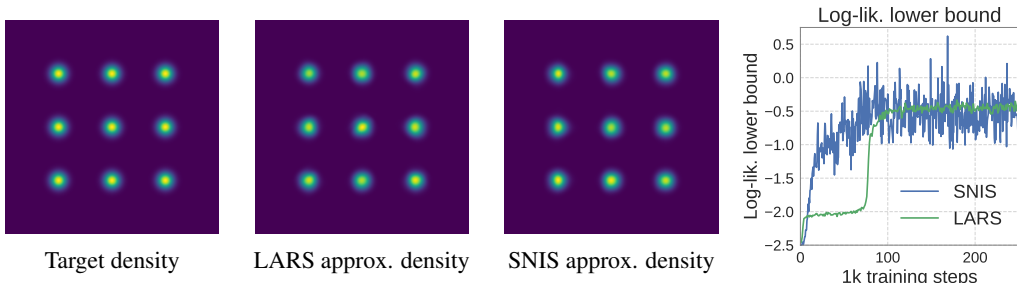 Target density
LARS approx. density
SNIS approx. density
Log-lik. lower bound
Log-lik. lower bound
0.5
0.0
−0.5
−1.0
−1.5
−2.0
−2.5
SNIS
LARS
0 100 200
1k training steps